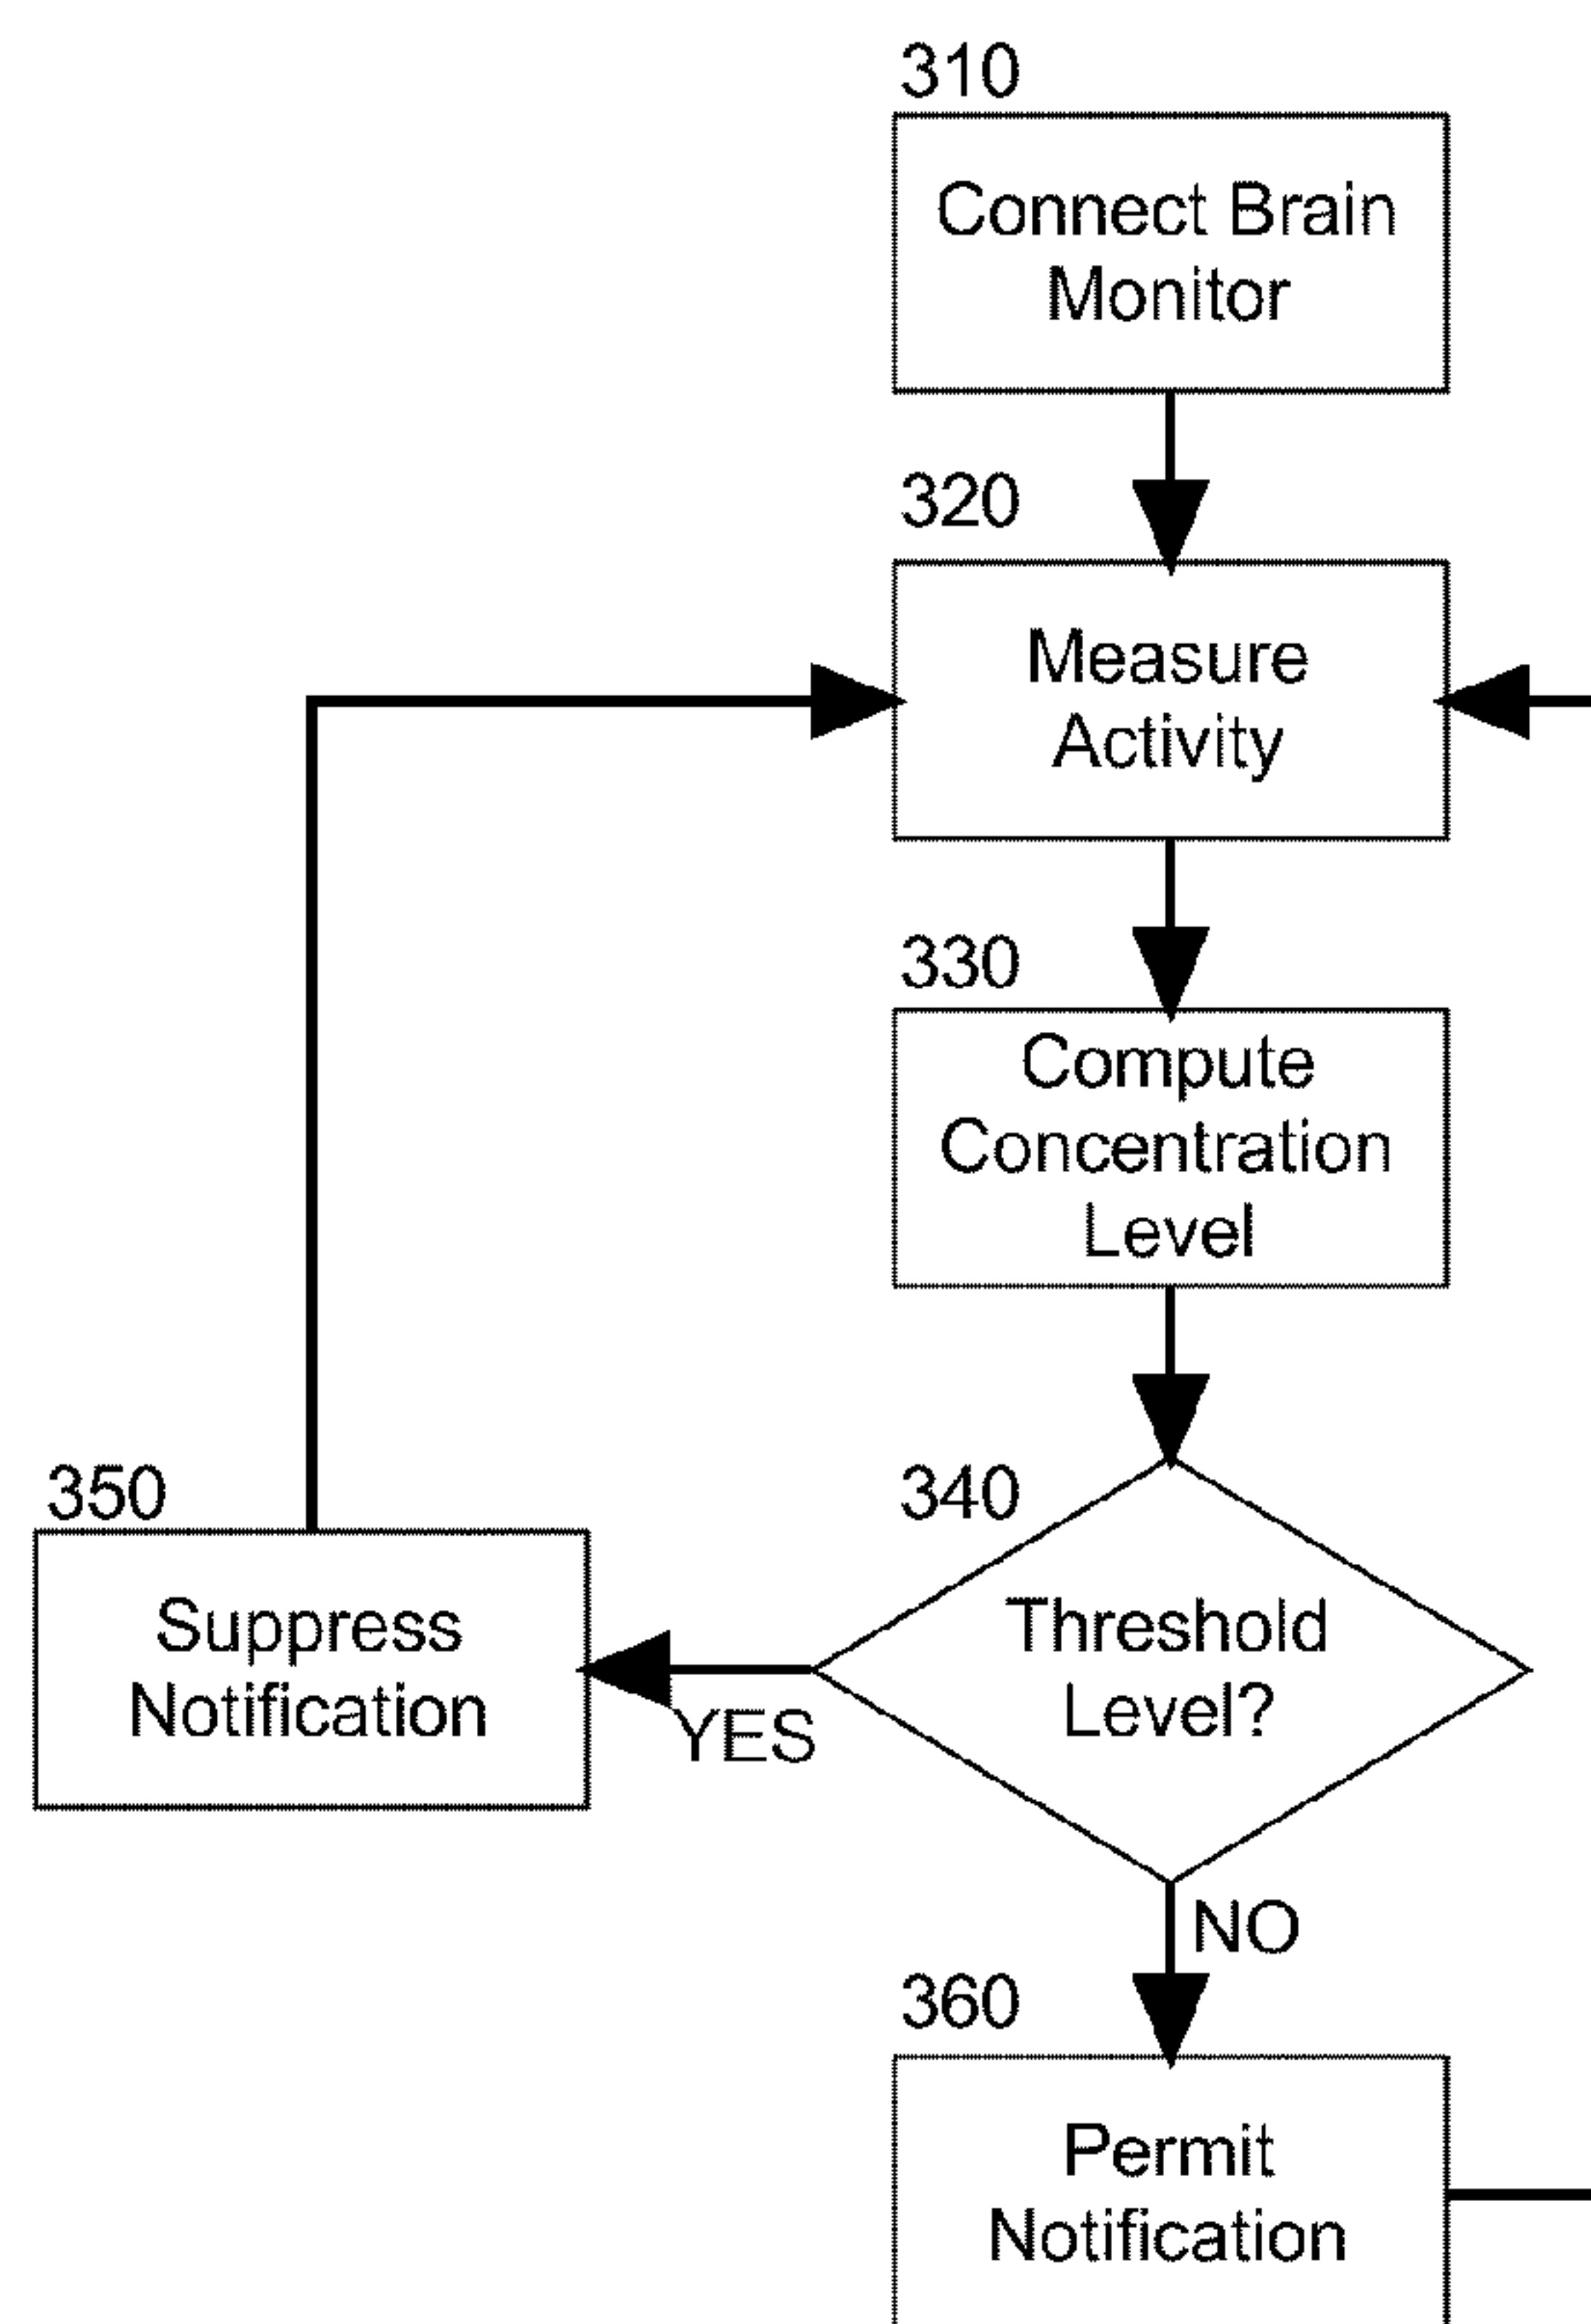 310
Connect Brain
Monitor
320
Measure
Activity
330
Compute
Concentration
Level
340
Threshold
Level?
YES
350
Suppress
Notification
NO
360
Permit
Notification